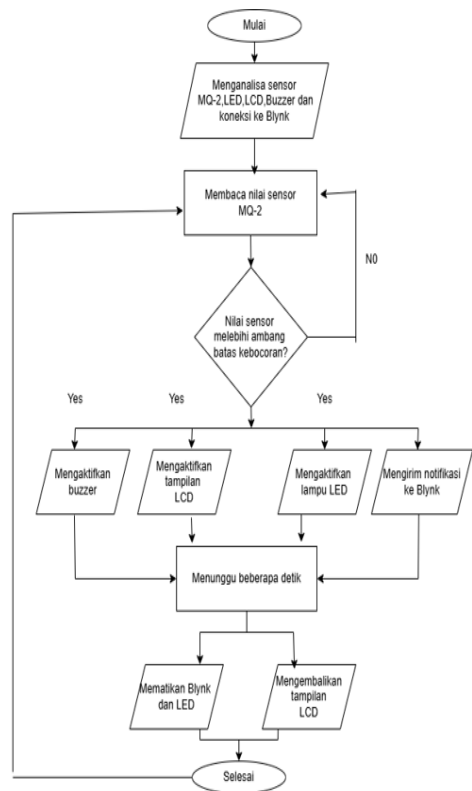 Mulai
Menganalisa sensor
MQ-2,LED,LCD,Buzzer dan
koneksi ke Blynk
Membaca nilai sensor
MQ-2
N0
Nilai sensor
melebihi ambang
batas kebocoran?
Yes
Yes
Yes
Mengaktifkan
buzzer
Mengaktifkan
tampilan
LCD
Mengaktifkan
lampu LED
Mengirim notifikasi
ke Blynk
Menunggu beberapa detik
Mematikan Blynk
dan LED
Mengembalikan
tampilan
LCD
Selesai